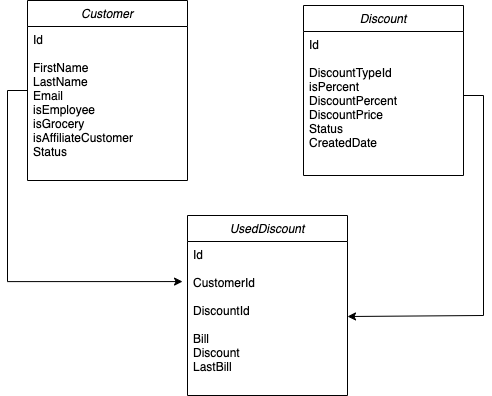 Customer
Id
FirstName
LastName
Email
isEmployee
isGrocery
isAffiliateCustomer
Status
Discount
Id
DiscountTypeId
isPercent
DiscountPercent
DiscountPrice
Status
CreatedDate
UsedDiscount
Id
CustomerId
DiscountId
Bill
Discount
LastBill